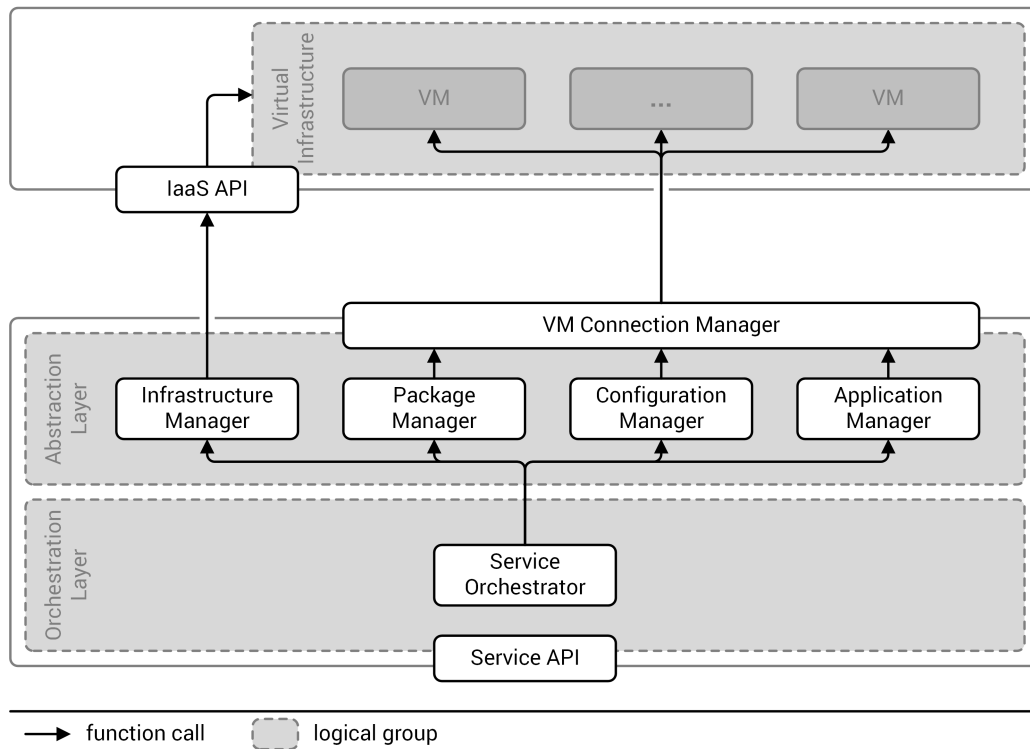 Virtual
Infrastructure
VM
...
VM
IaaS API
VM Connection Manager
Abstraction
Layer
Infrastructure
Manager
Package
Manager
Configuration
Manager
Application
Manager
Orchestration
Layer
Service
Orchestrator
Service API
function call
logical group